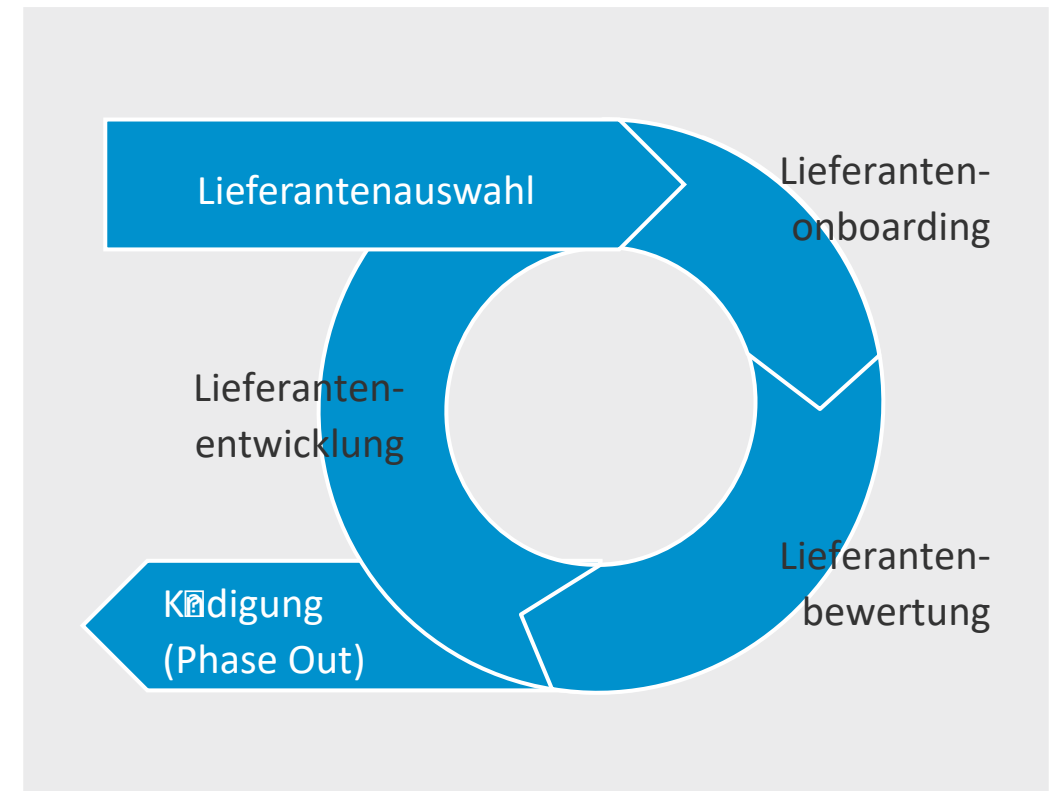 Lieferantenauswahl
Lieferanten-
onboarding
Lieferanten-
bewertung
Lieferanten-
entwicklung
(Phase Out)